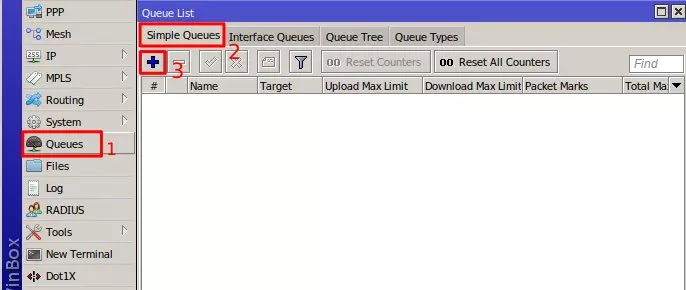 PPP
Mesh
IP
MPLS
Routing
System
Queues 1
Files
Log
RADIUS
Tools
New Terminal
Dot1X
inBox
Queue List
Simple Queues Interface Queues Queue Tree Queue Types
2
3
00 Reset Counters 00 Reset All Counters Find
# Name Target Upload Max Limit Download Max Limit Packet Marks Total Ma